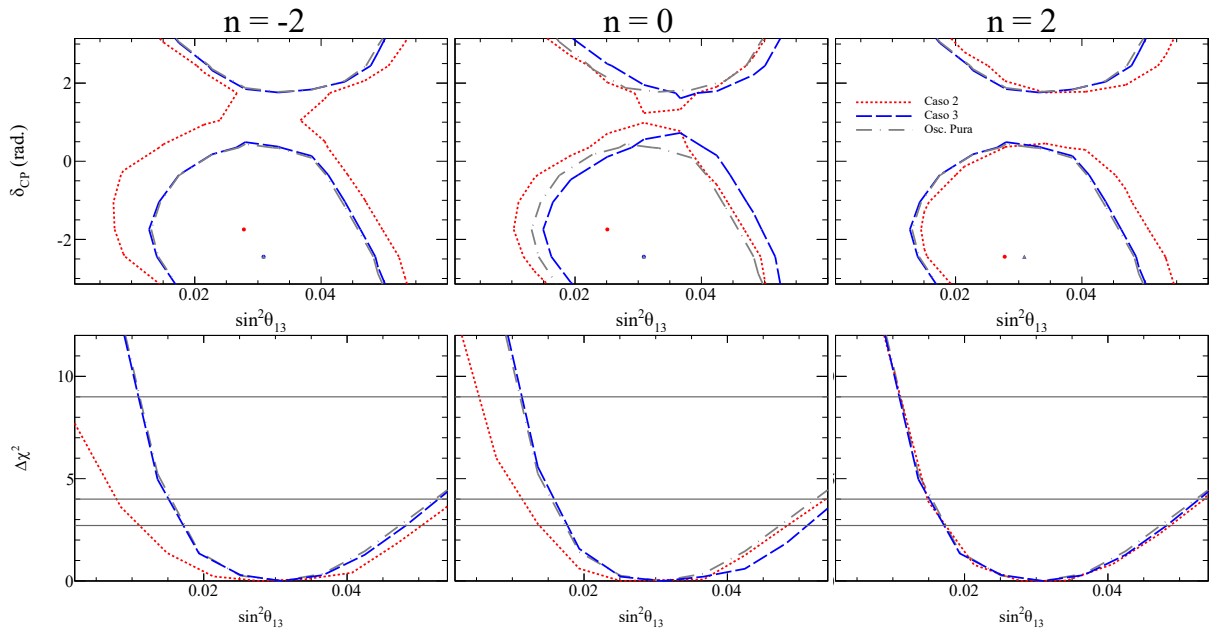 n = -2
n = 0
n = 2
δCP (rad.)
2
0
-2
Caso 2
Caso 3
Osc. Pura
0.02 0.04
0.02 0.04
0.02 0.04
sin²θ13
sin²θ13
sin²θ13
Δχ²
10
5
0
0.02 0.04
0.02 0.04
0.02 0.04
sin²θ13
sin²θ13
sin²θ13